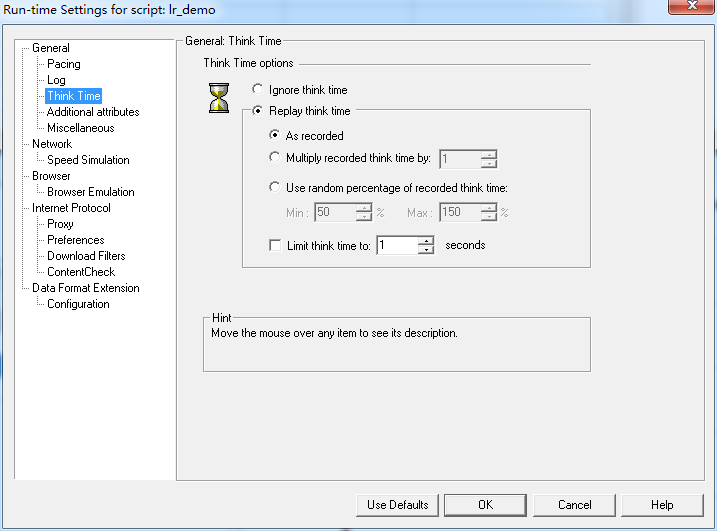 Run-time Settings for script: lr_demo
General
Pacing
Log
Think Time
Additional attributes
Miscellaneous
Network
Speed Simulation
Browser
Browser Emulation
Internet Protocol
Proxy
Preferences
Download Filters
ContentCheck
Data Format Extension
Configuration
General: Think Time
Think Time options
Ignore think time
Replay think time
As recorded
Multiply recorded think time by: 1
Use random percentage of recorded think time:
Min : 50 % Max : 150 %
Limit think time to: 1 seconds
Hint
Move the mouse over any item to see its description.
Use Defaults OK Cancel Help